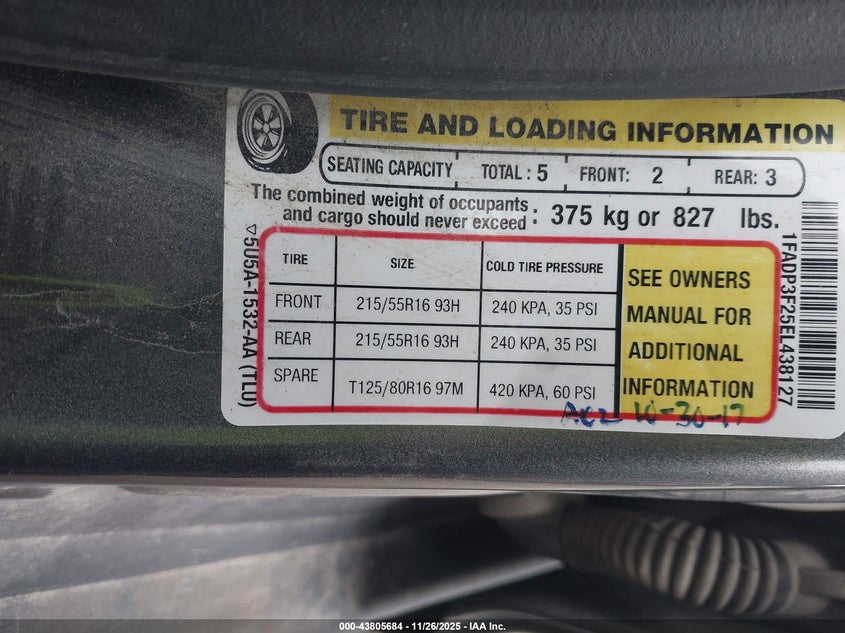 TIRE AND LOADING INFORMATION
SEATING CAPACITY TOTAL : 5 FRONT: 2 REAR: 3
The combined weight of occupants
and cargo should never exceed : 375 kg or 827 lbs.
TIRE SIZE COLD TIRE PRESSURE
FRONT 215/55R16 93H 240 KPA, 35 PSI
REAR 215/55R16 93H 240 KPA, 35 PSI
SPARE T125/80R16 97M 420 KPA, 60 PSI
SEE OWNERS
MANUAL FOR
ADDITIONAL
INFORMATION
10-30-17
5U5A-1532-AA (TL0)
1FADP3F25EL438127
000-43805684 - 11/26/2025 - IAA Inc.